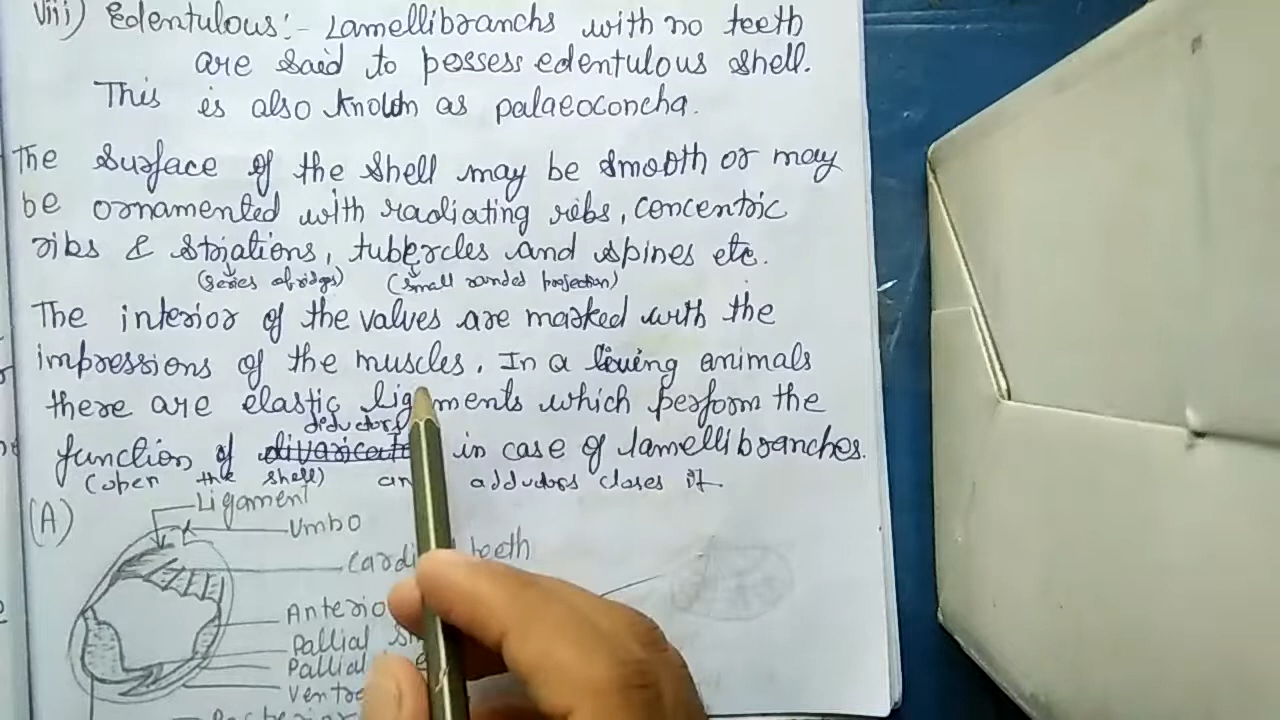 viii) Edentulous:- Lamellibranchs with no teeth
are said to possess edentulous shell.
This is also known as palaeoconcha.
The surface of the shell may be smooth or may
be ornamented with radiating ribs, concentric
ribs & striations, tubercles and spines etc.
(series of ridges) (small rounded projection)
The interior of the valves are marked with the
impressions of the muscles. In a living animals
there are elastic ligaments which perform the
deductors
function of in case of lamellibranches.
(open the shell) an adductors closes it
(A)
Ligament
Umbo
teeth
Pallial
Pallial